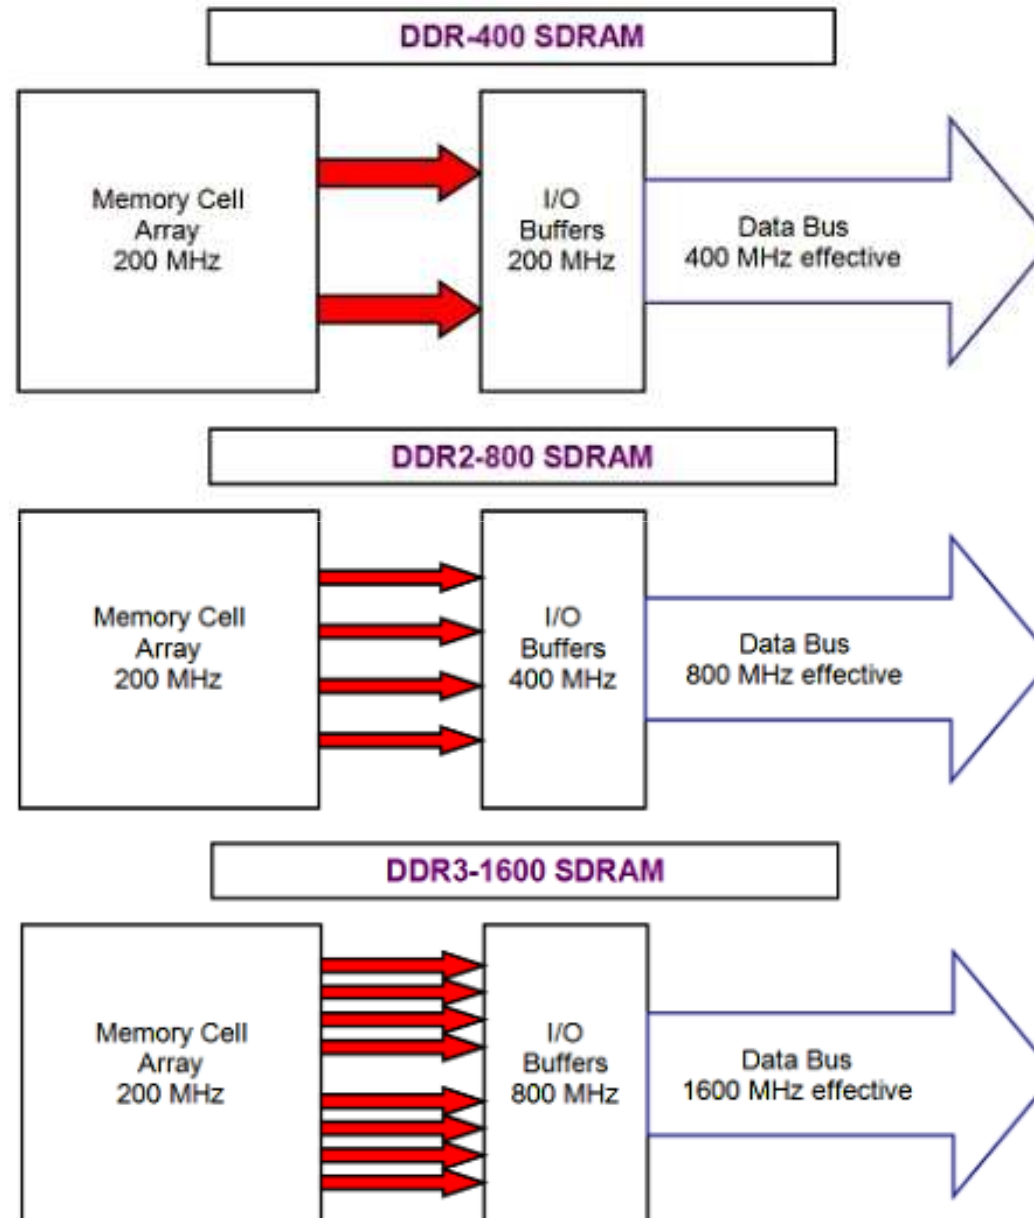 DDR-400 SDRAM
Memory Cell
Array
200 MHz
I/O
Buffers
200 MHz
Data Bus
400 MHz effective
DDR2-800 SDRAM
Memory Cell
Array
200 MHz
I/O
Buffers
400 MHz
Data Bus
800 MHz effective
DDR3-1600 SDRAM
Memory Cell
Array
200 MHz
I/O
Buffers
800 MHz
Data Bus
1600 MHz effective